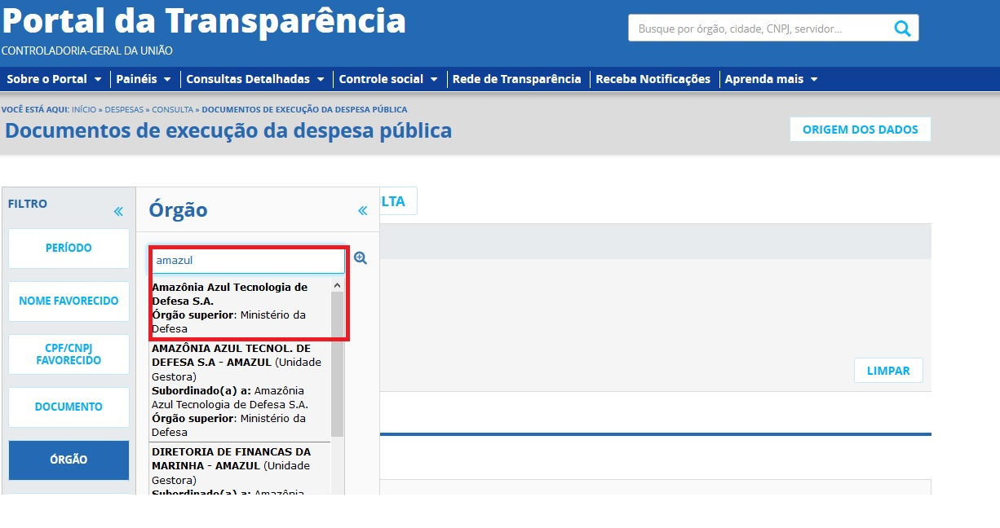 Portal da Transparência
CONTROLADORIA-GERAL DA UNIÃO
Busque por órgão, cidade, CNPJ, servidor...
Sobre o Portal
Painéis
Consultas Detalhadas
Controle social
Rede de Transparência
Receba Notificações
Aprenda mais
VOCÊ ESTÁ AQUI: INÍCIO » DESPESAS » CONSULTA » DOCUMENTOS DE EXECUÇÃO DA DESPESA PÚBLICA
Documentos de execução da despesa pública
ORIGEM DOS DADOS
FILTRO
«
PERÍODO
NOME FAVORECIDO
CPF/CNPJ
FAVORECIDO
DOCUMENTO
ÓRGÃO
Órgão
«
LTA
amazul
Amazônia Azul Tecnologia de
Defesa S.A.
Órgão superior: Ministério da
Defesa
AMAZÔNIA AZUL TECNOL. DE
DEFESA S.A - AMAZUL (Unidade
Gestora)
Subordinado(a) a: Amazônia
Azul Tecnologia de Defesa S.A.
Órgão superior: Ministério da
Defesa
DIRETORIA DE FINANCAS DA
MARINHA - AMAZUL (Unidade
Gestora)
Subordinado(a) a: Amazônia
LIMPAR